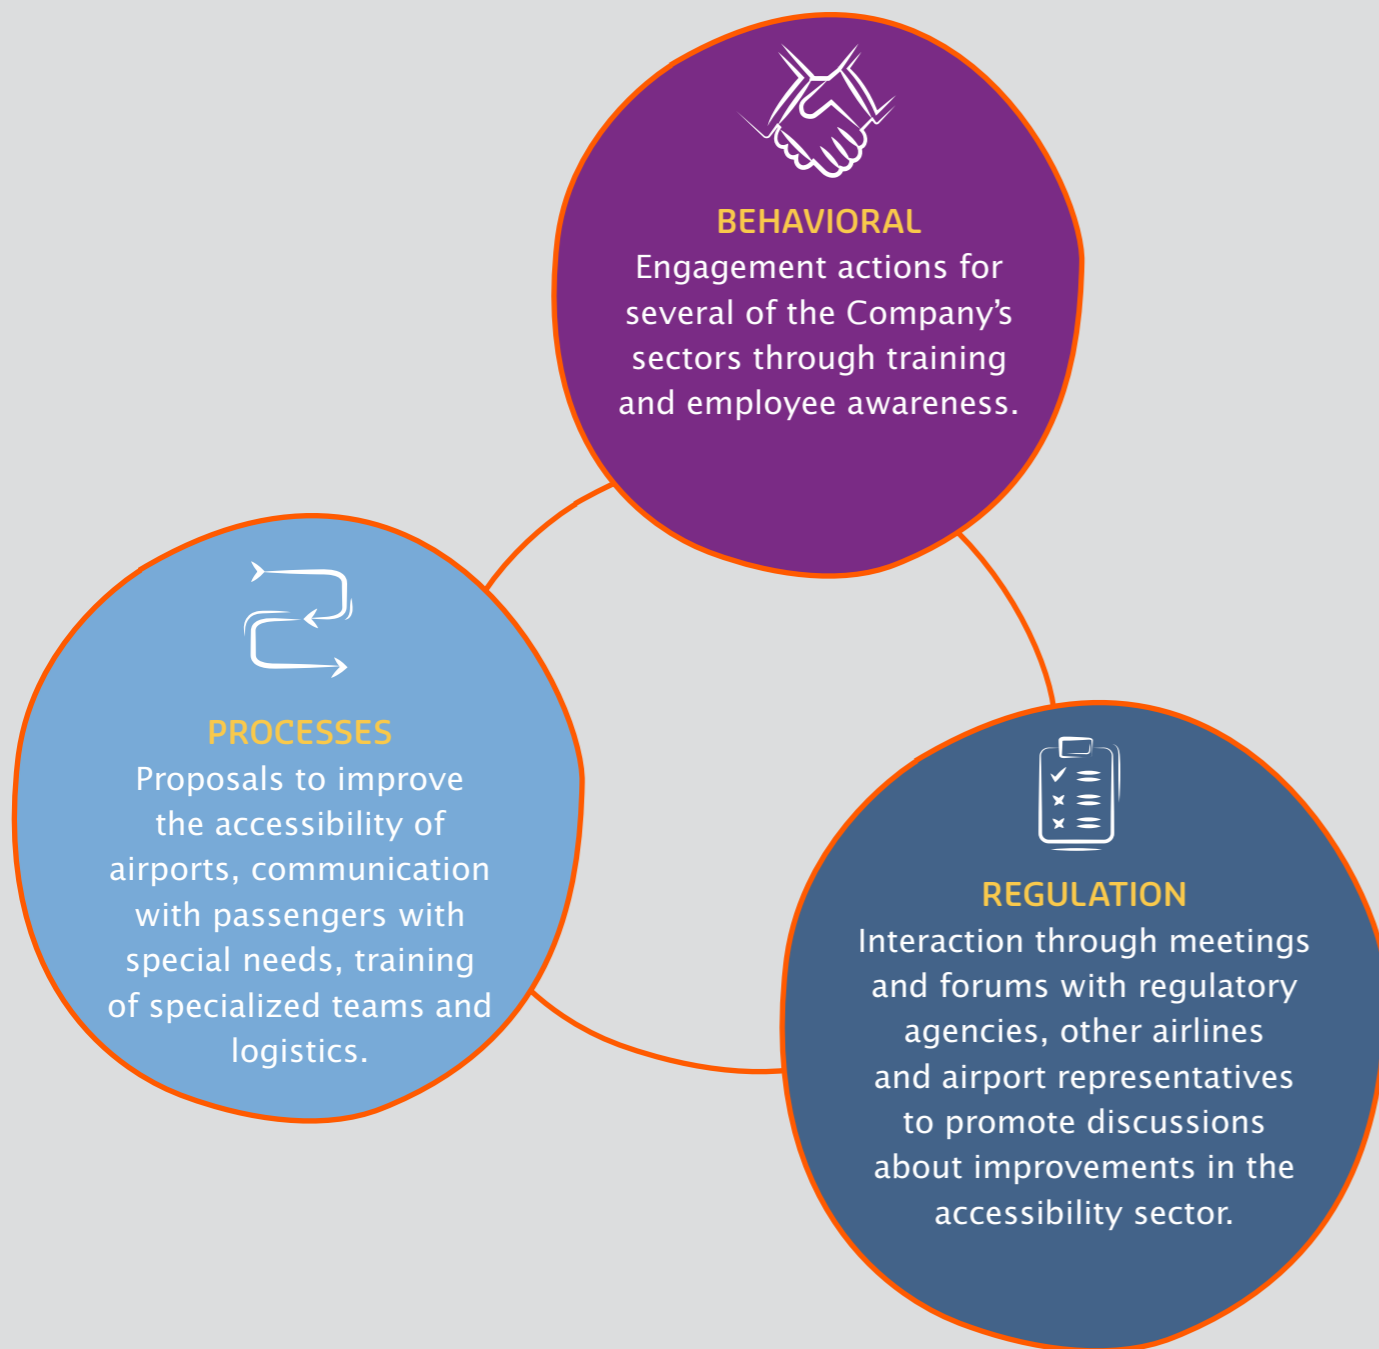 BEHAVIORAL
Engagement actions for
several of the Company’s
sectors through training
and employee awareness.
PROCESSES
Proposals to improve
the accessibility of
airports, communication
with passengers with
special needs, training
of specialized teams and
logistics.
REGULATION
Interaction through meetings
and forums with regulatory
agencies, other airlines
and airport representatives
to promote discussions
about improvements in the
accessibility sector.